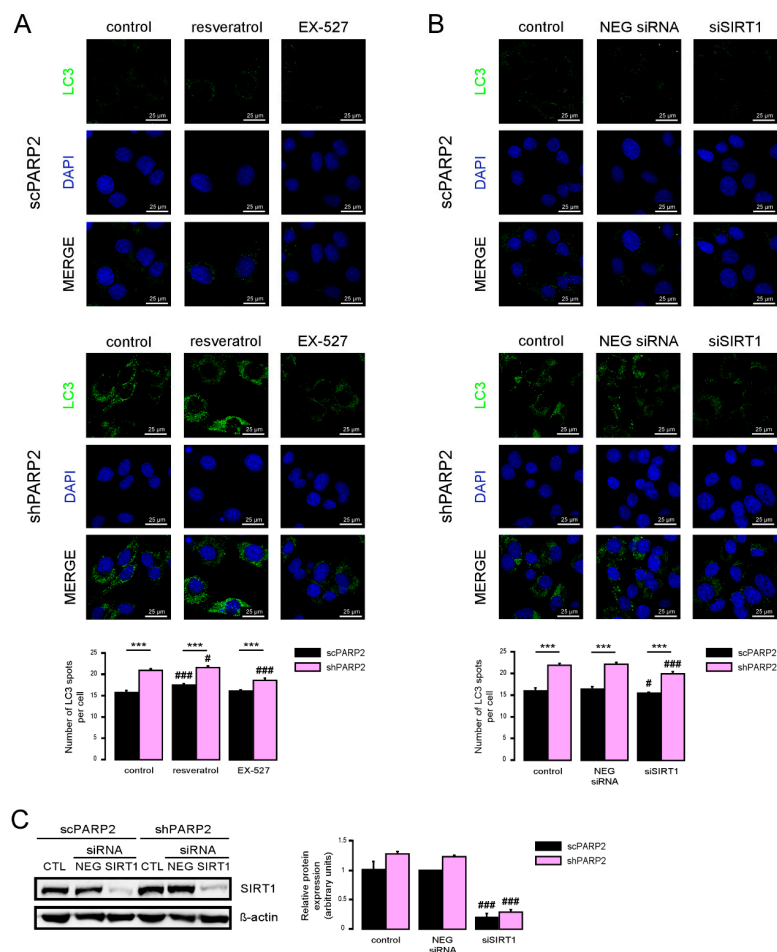 A
control resveratrol EX-527
scPARP2
LC3
25 µm 25 µm 25 µm
DAPI
25 µm 25 µm 25 µm
MERGE
25 µm 25 µm 25 µm
control resveratrol EX-527
shPARP2
LC3
25 µm 25 µm 25 µm
DAPI
25 µm 25 µm 25 µm
MERGE
25 µm 25 µm 25 µm
Number of LC3 spots
per cell
25
20
15
10
5
0
*** *** ***
### # ###
control resveratrol EX-527
scPARP2
shPARP2
B
control NEG siRNA siSIRT1
scPARP2
LC3
25 µm 25 µm 25 µm
DAPI
25 µm 25 µm 25 µm
MERGE
25 µm 25 µm 25 µm
control NEG siRNA siSIRT1
shPARP2
LC3
25 µm 25 µm 25 µm
DAPI
25 µm 25 µm 25 µm
MERGE
25 µm 25 µm 25 µm
Number of LC3 spots
per cell
25
20
15
10
5
0
*** *** ***
# ###
control NEG siSIRT1
siRNA
scPARP2
shPARP2
C
scPARP2 shPARP2
siRNA siRNA
CTL NEG SIRT1 CTL NEG SIRT1
SIRT1
ß-actin
Relative protein
expression
(arbitrary units)
1.5
1
0.5
0
### ###
control NEG siSIRT1
siRNA
scPARP2
shPARP2